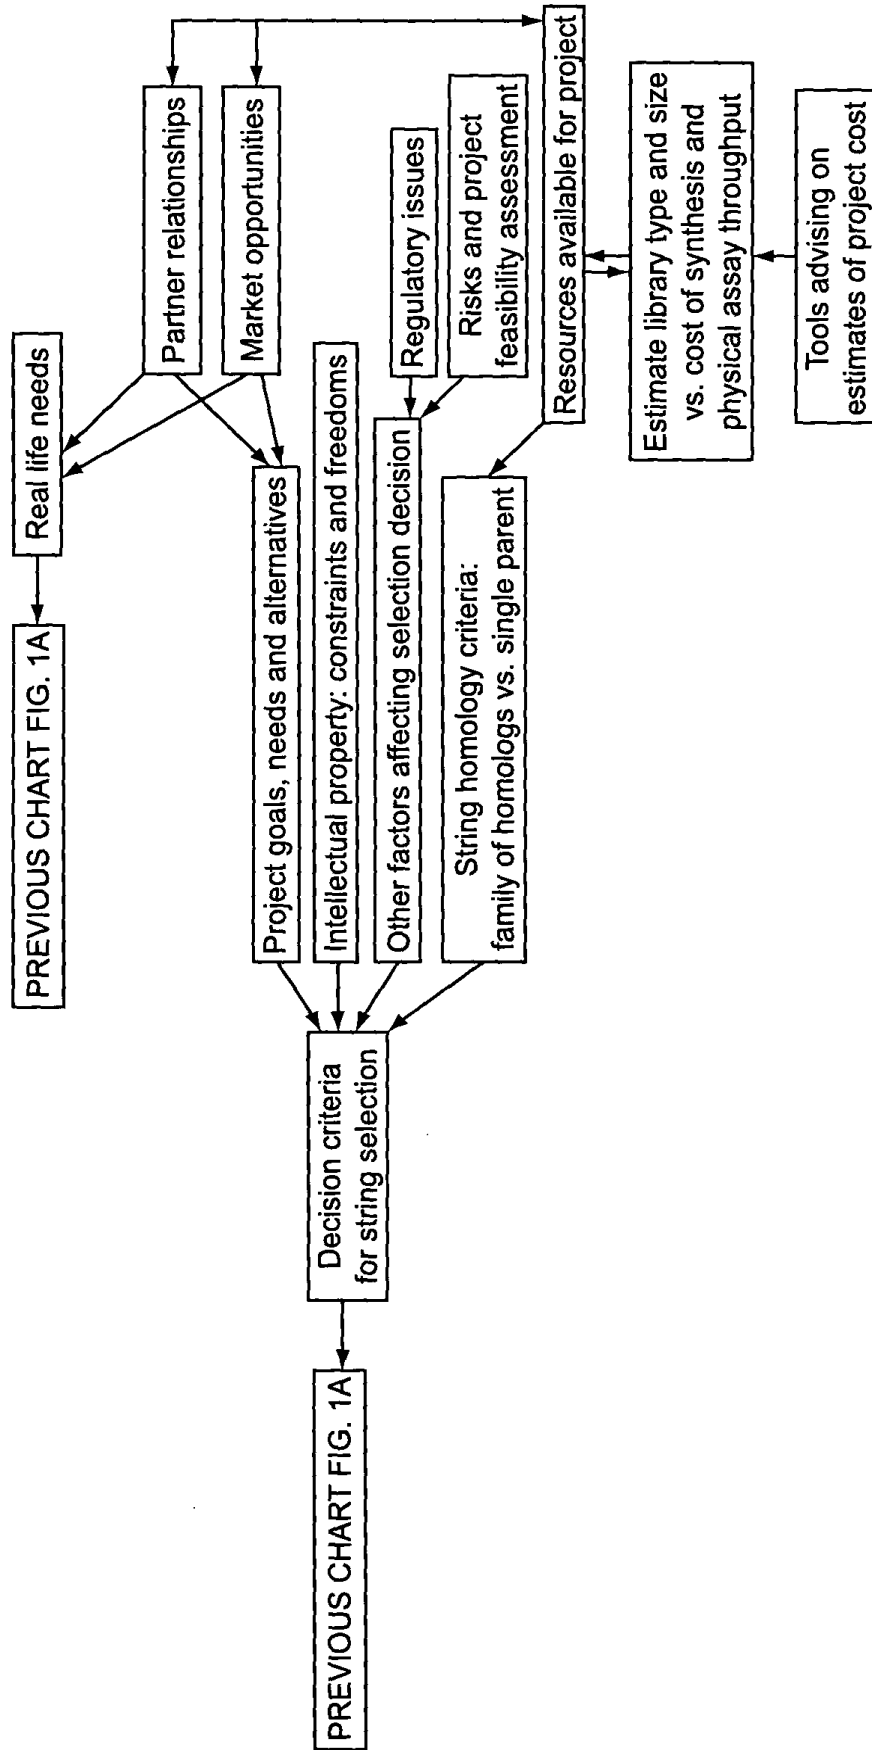 PREVIOUS CHART FIG. 1A
Real life needs
Partner relationships
Market opportunities
Project goals, needs and alternatives
Intellectual property: constraints and freedoms
Regulatory issues
Other factors affecting selection decision
Risks and project
feasibility assessment
String homology criteria:
family of homologs vs. single parent
Resources available for project
Decision criteria
for string selection
PREVIOUS CHART FIG. 1A
Estimate library type and size
vs. cost of synthesis and
physical assay throughput
Tools advising on
estimates of project cost